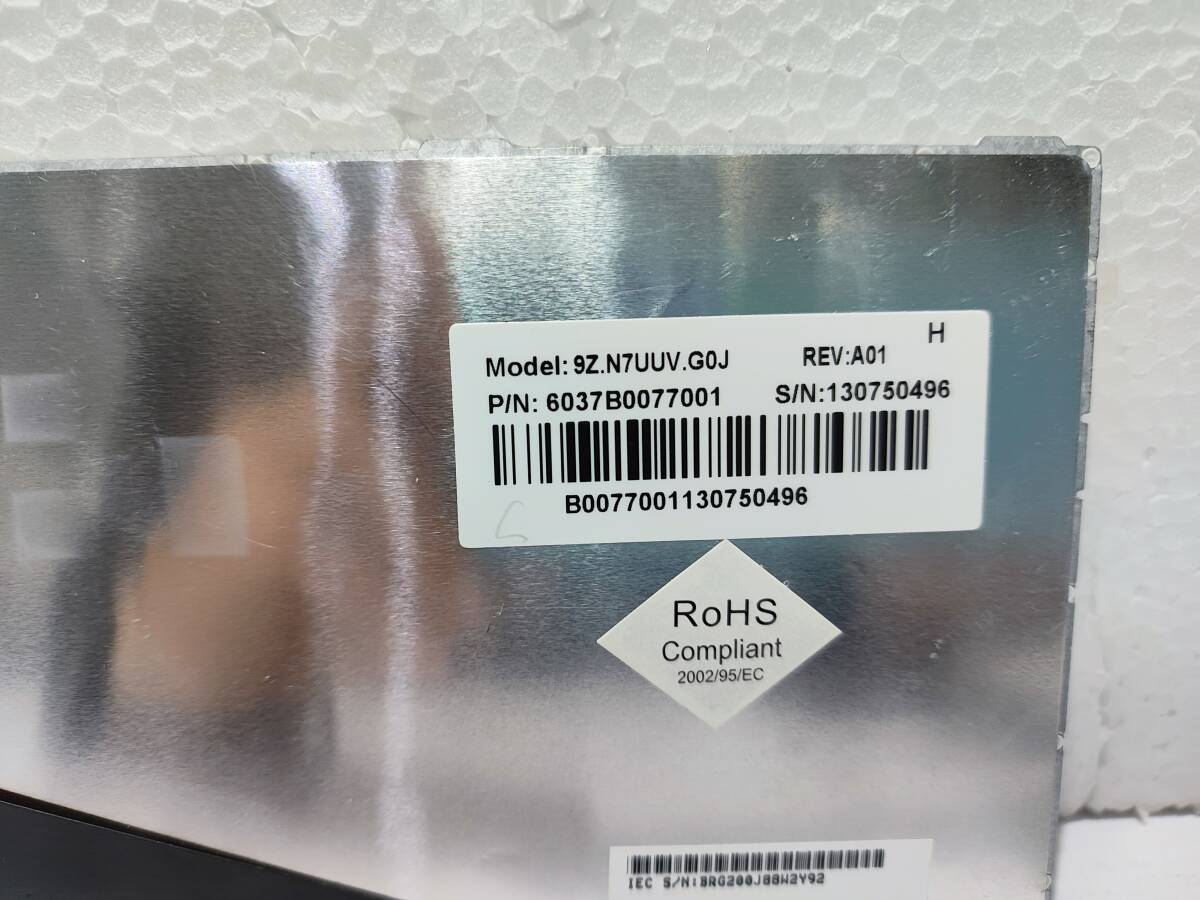 H
Model: 9Z.N7UUV.G0J REV:A01
P/N: 6037B0077001 S/N:130750496
B0077001130750496
RoHS
Compliant
2002/95/EC
IEC S/N:BRG200J88W2Y92